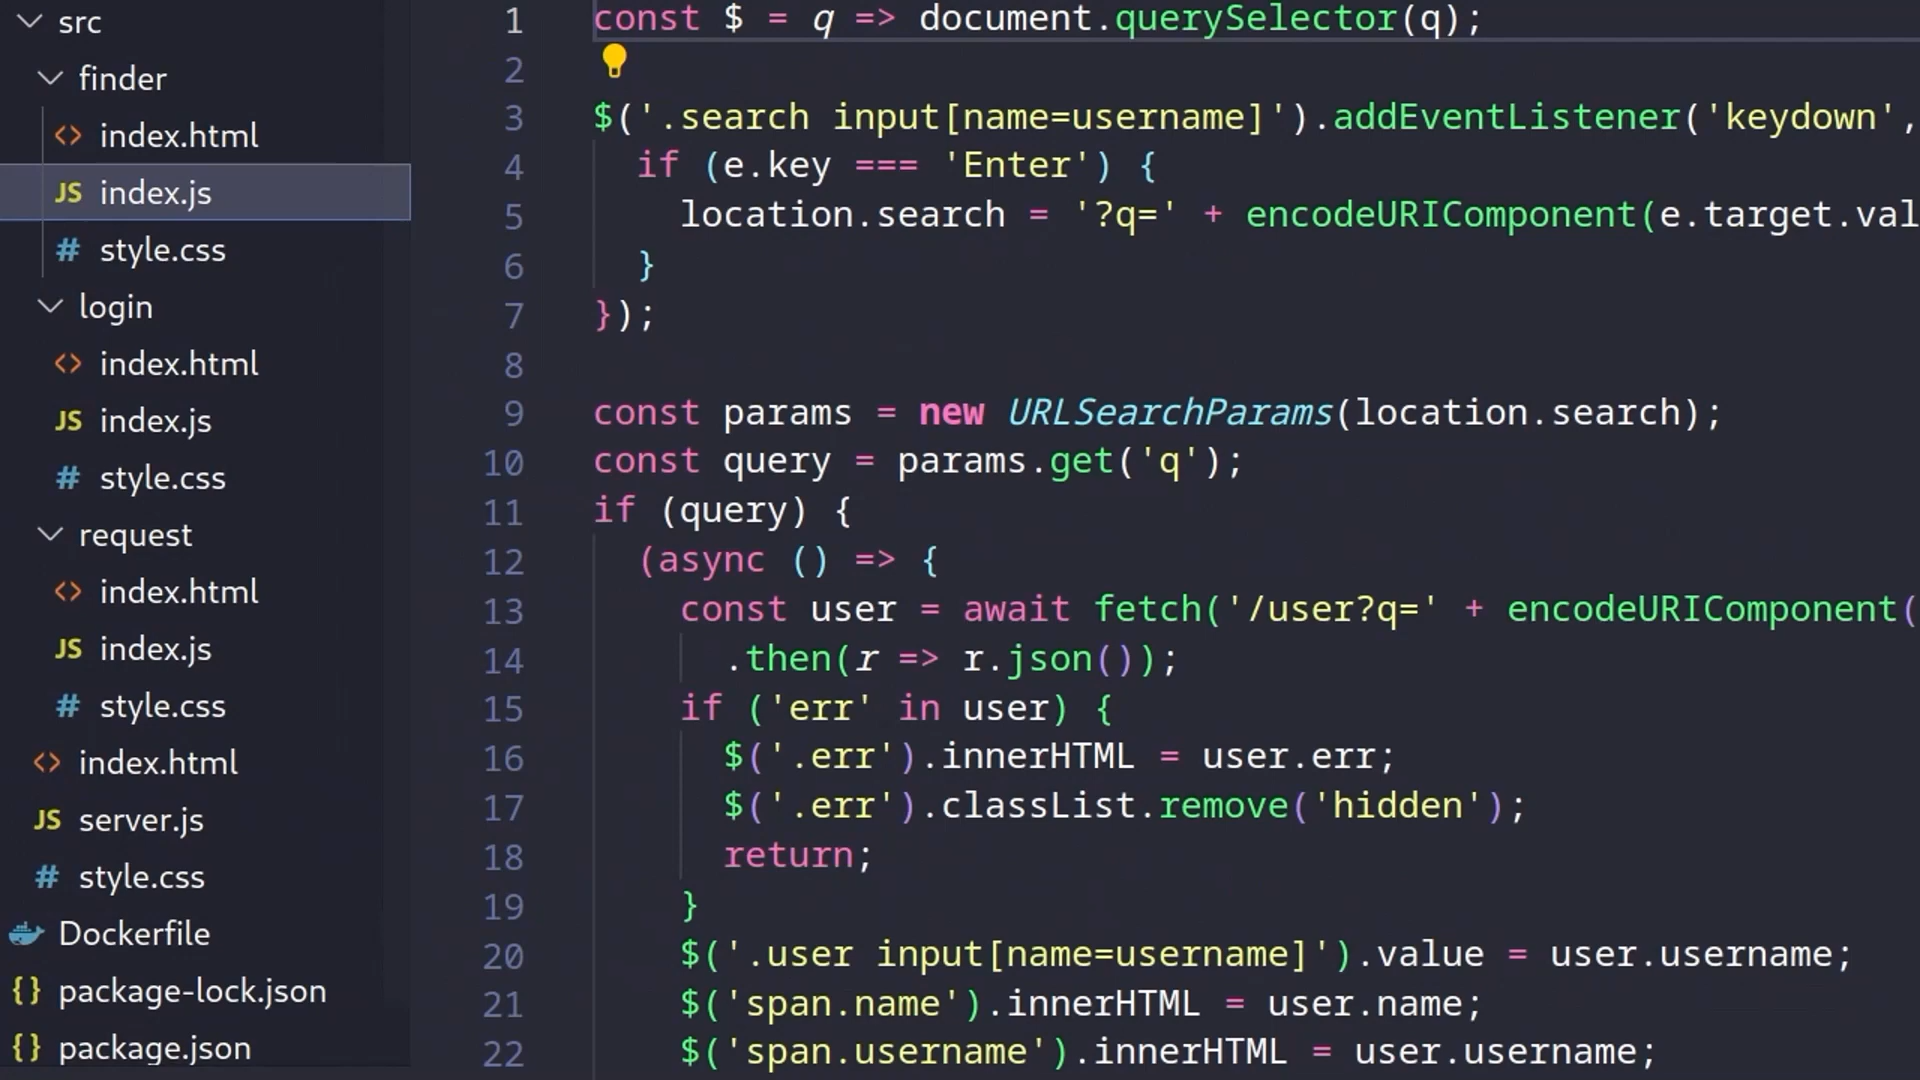 src
finder
index.html
index.js
style.css
login
index.html
index.js
style.css
request
index.html
index.js
style.css
index.html
server.js
style.css
Dockerfile
package-lock.json
package.json
1 const $ = q => document.querySelector(q);
2
3 $('.search input[name=username]').addEventListener('keydown',
4 if (e.key === 'Enter') {
5 location.search = '?q=' + encodeURIComponent(e.target.val
6 }
7 });
8
9 const params = new URLSearchParams(location.search);
10 const query = params.get('q');
11 if (query) {
12 (async () => {
13 const user = await fetch('/user?q=' + encodeURIComponent(
14 .then(r => r.json());
15 if ('err' in user) {
16 $('.err').innerHTML = user.err;
17 $('.err').classList.remove('hidden');
18 return;
19 }
20 $('.user input[name=username]').value = user.username;
21 $('span.name').innerHTML = user.name;
22 $('span.username').innerHTML = user.username;